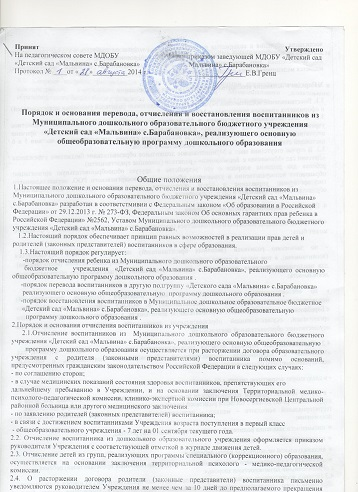 Принят Утверждено
На педагогическом совете МДОБУ заведующей МДОБУ «Детский сад
«Детский сад «Мальвина» с.Барабановка» «Мальвина» с.Барабановка»
Протокол № 1 от «28» августа 2014 г. Е.В.Гренц
Порядок и основания перевода, отчисления и восстановления воспитанников из
Муниципального дошкольного образовательного бюджетного учреждения
«Детский сад «Мальвина» с.Барабановка», реализующего основную
общеобразовательную программу дошкольного образования
Общие положения
1.Настоящее положение и основания перевода, отчисления и восстановления воспитанников из
Муниципального дошкольного образовательного бюджетного учреждения «Детский сад «Мальвина»
с.Барабановка» разработан в соответствии с Федеральным законом «Об образовании в Российской
Федерации» от 29.12.2013 г. № 273-ФЗ, Федеральным законом Об основных гарантиях прав ребенка в
Российской Федерации» №2562, Уставом Муниципального дошкольного образовательного бюджетного
учреждения «Детский сад «Мальвина» с.Барабановка».
1.2.Настоящий порядок обеспечивает принцип равных возможностей в реализации прав детей и
родителей (законных представителей) воспитанников в сфере образования.
1.3.Настоящий порядок регулирует:
-порядок отчисления ребенка из Муниципального дошкольного образовательного
бюджетного учреждения «Детский сад «Мальвина» с.Барабановка», реализующего основную
общеобразовательную программу дошкольного образования .
-порядок перевода воспитанников в другую подгруппу «Детского сада «Мальвина» с.Барабановка»
реализующего основную общеобразовательную программу дошкольного образования
-порядок восстановления воспитанников в Муниципальное дошкольное образовательное бюджетное
«Детский сад «Мальвина» с.Барабановка», реализующего основную общеобразовательную
программу дошкольного образования .
2.Порядок и основания отчисления воспитанников из учреждения
2.1.Отчисление воспитанников из Муниципального дошкольного образовательного бюджетного
учреждения «Детский сад «Мальвина» с.Барабановка», реализующего основную общеобразовательную
программу дошкольного образования осуществляется при расторжении договора образовательного
учреждения с родителями (законными представителями) воспитанника помимо оснований,
предусмотренных гражданским законодательством Российской Федерации в следующих случаях:
- по соглашению сторон;
- в случае медицинских показаний состояния здоровья воспитанников, препятствующих его
дальнейшему пребыванию в Учреждении, и на основании заключения Территориальной медико-
психолого-педагогической комиссии, клинико-экспертной комиссии при Новосергиевской Центральной
районной больницы или другого медицинского заключения
- по заявлению родителей (законных представителей) воспитанника;
- в связи с достижением воспитанниками Учреждения возраста поступления в первый класс
- общеобразовательного учреждения - 7 лет на 01 сентября текущего года.
2.2. Отчисление воспитанника из дошкольного образовательного учреждения оформляется приказом
руководителя Учреждения с соответствующей отметкой в журнале движения детей.
2.3. Отчисление детей из групп, реализующих программы специального (коррекционного) образования,
осуществляется на основании заключения территориальной психолого - медико-педагогической
комиссии.
2.4. О расторжении договора родители (законные представители) воспитанника письменно
уведомляются руководителем Учреждения не менее чем за 10 дней до предполагаемого прекращения